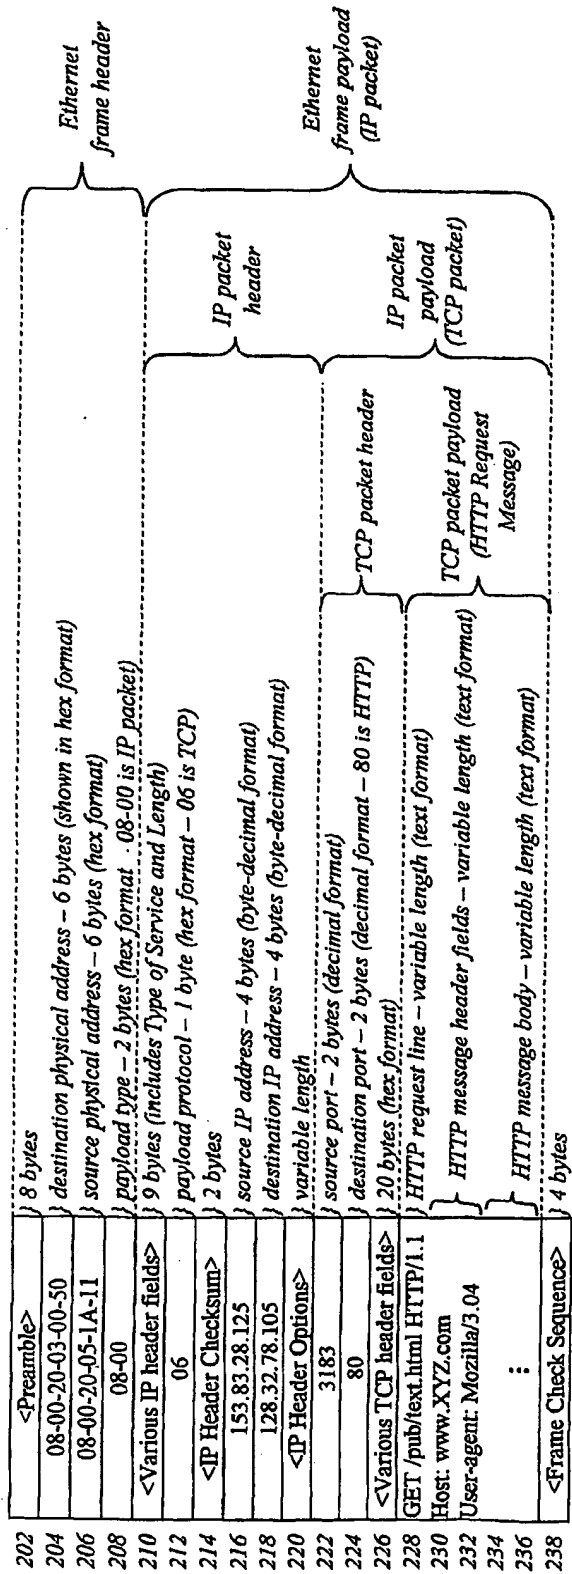 202 <Preamble> } 8 bytes
204 08-00-20-03-00-50 } destination physical address – 6 bytes (shown in hex format)
206 08-00-20-05-1A-11 } source physical address – 6 bytes (hex format)
208 08-00 } payload type – 2 bytes (hex format - 08-00 is IP packet)
Ethernet
frame header
210 <Various IP header fields> } 9 bytes (includes Type of Service and Length)
212 06 } payload protocol – 1 byte (hex format – 06 is TCP)
214 <IP Header Checksum> } 2 bytes
216 153.83.28.125 } source IP address – 4 bytes (byte-decimal format)
218 128.32.78.105 } destination IP address – 4 bytes (byte-decimal format)
220 <IP Header Options> } variable length
IP packet
header
222 3183 } source port – 2 bytes (decimal format)
224 80 } destination port – 2 bytes (decimal format – 80 is HTTP)
226 <Various TCP header fields> } 20 bytes (hex format)
TCP packet header
228 GET /pub/text.html HTTP/1.1 } HTTP request line – variable length (text format)
230 Host: www.XYZ.com
232 User-agent: Mozilla/3.04
HTTP message header fields – variable length (text format)
234 ⋮
236
HTTP message body – variable length (text format)
TCP packet payload
(HTTP Request
Message)
IP packet
payload
(TCP packet)
Ethernet
frame payload
(IP packet)
238 <Frame Check Sequence> } 4 bytes